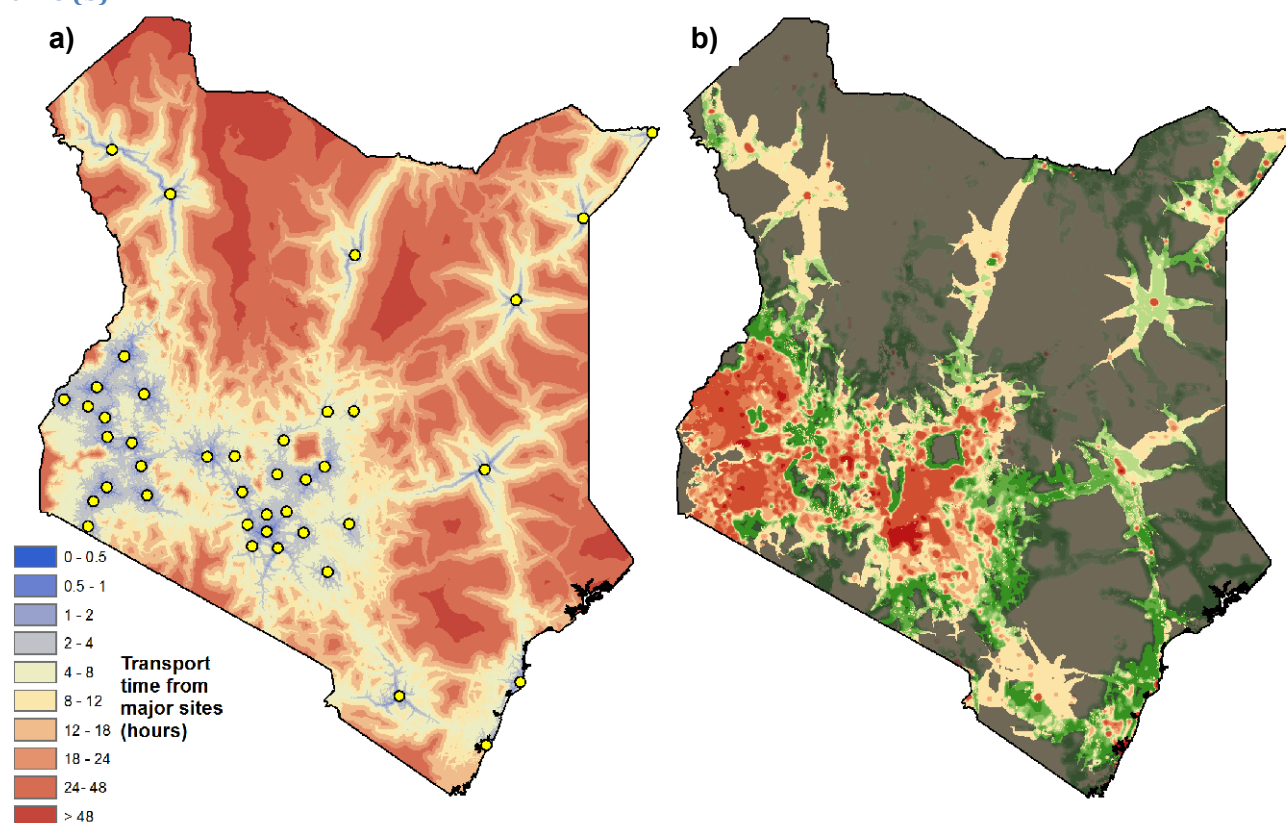 a)
b)
0 - 0.5
0.5 - 1
1 - 2
2 - 4
4 - 8
8 - 12
12 - 18
18 - 24
24 - 48
> 48
Transport
time from
major sites
(hours)